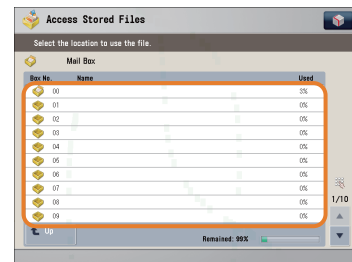 Access Stored Files
Select the location to use the file.
Mail Box
Box No. Name Used
00 3%
01 0%
02 0%
03 0%
04 0%
05 0%
06 0%
07 0%
08 0%
09 0%
1/10
Up
Remained: 99%